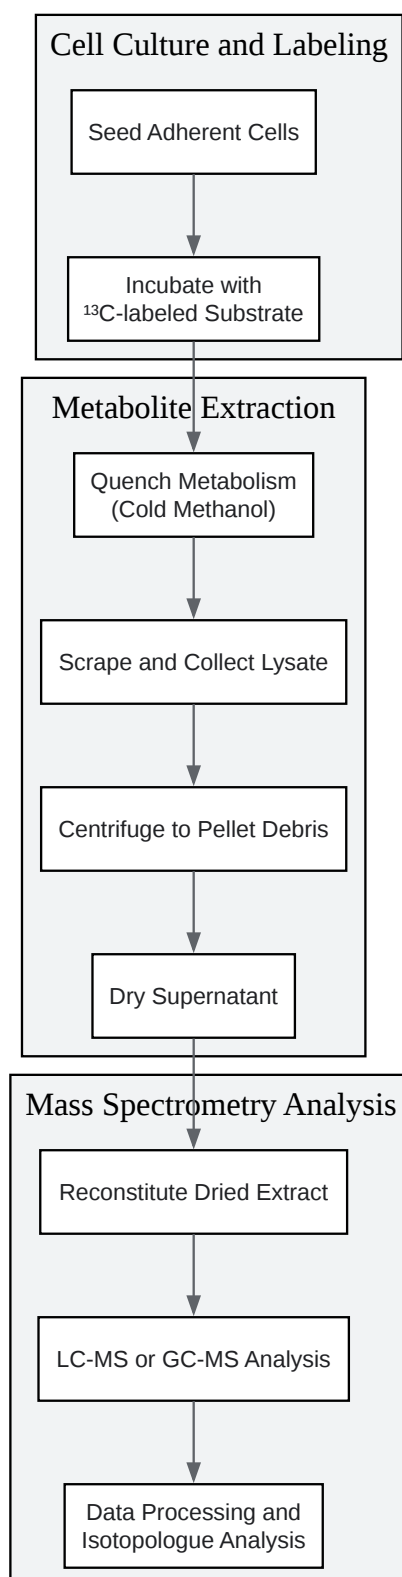 Cell Culture and Labeling
Seed Adherent Cells
Incubate with
¹³C-labeled Substrate
Metabolite Extraction
Quench Metabolism
(Cold Methanol)
Scrape and Collect Lysate
Centrifuge to Pellet Debris
Dry Supernatant
Mass Spectrometry Analysis
Reconstitute Dried Extract
LC-MS or GC-MS Analysis
Data Processing and
Isotopologue Analysis